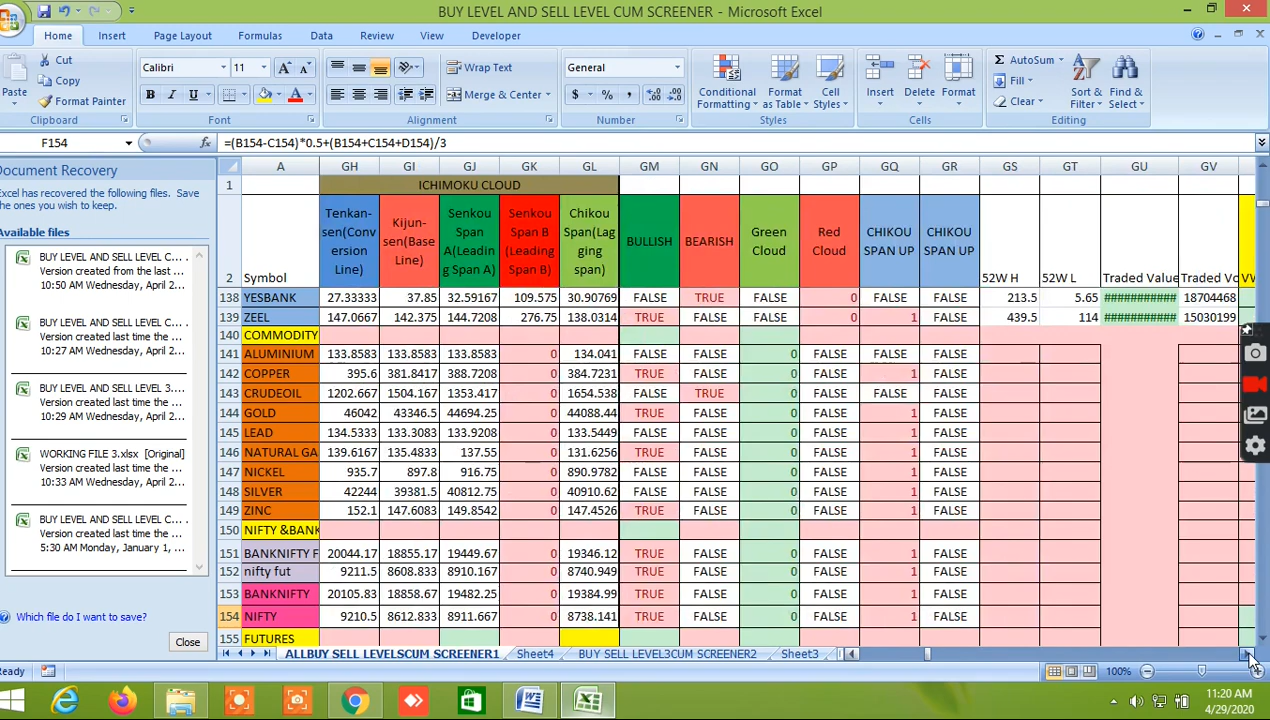 BUY LEVEL AND SELL LEVEL CUM SCREENER - Microsoft Excel
Home Insert Page Layout Formulas Data Review View Developer
Paste Cut Copy Format Painter
Calibri 11 B I U
Wrap Text Merge & Center
General $ % ,
Conditional Formatting Format as Table Cell Styles
Insert Delete Format
AutoSum Fill Clear Sort & Filter Find & Select
Clipboard Font Alignment Number Styles Cells Editing
F154 fx =(B154-C154)*0.5+(B154+C154+D154)/3
Document Recovery
Excel has recovered the following files. Save
the ones you wish to keep.
Available files
BUY LEVEL AND SELL LEVEL C...
Version created from the last ...
10:50 AM Wednesday, April 2...
BUY LEVEL AND SELL LEVEL C...
Version created last time the ...
10:27 AM Wednesday, April 2...
BUY LEVEL AND SELL LEVEL 3....
Version created last time the ...
10:29 AM Wednesday, April 2...
WORKING FILE 3.xlsx [Original]
Version created last time the ...
10:33 AM Wednesday, April 2...
BUY LEVEL AND SELL LEVEL C...
Version created last time the ...
5:30 AM Monday, January 1, ...
Which file do I want to save?
Close
A GH GI GJ GK GL GM GN GO GP GQ GR GS GT GU GV
1 ICHIMOKU CLOUD
2 Symbol
Tenkan-
sen(Conv
ersion
Line)
Kijun-
sen(Base
Line)
Senkou
Span
A(Leadin
g Span A)
Senkou
Span B
(Leading
Span B)
Chikou
Span(Lag
ging
span)
BULLISH
BEARISH
Green
Cloud
Red
Cloud
CHIKOU
SPAN UP
CHIKOU
SPAN UP
52W H 52W L Traded Value Traded Vo VV
138 YESBANK 27.33333 37.85 32.59167 109.575 30.90769 FALSE TRUE FALSE 0 FALSE FALSE 213.5 5.65 ########### 18704468
139 ZEEL 147.0667 142.375 144.7208 276.75 138.0314 TRUE FALSE FALSE 0 1 FALSE 439.5 114 ########### 15030199
140 COMMODITY
141 ALUMINIUM 133.8583 133.8583 133.8583 0 134.041 FALSE FALSE 0 FALSE FALSE FALSE
142 COPPER 395.6 381.8417 388.7208 0 384.7231 TRUE FALSE 0 FALSE 1 FALSE
143 CRUDEOIL 1202.667 1504.167 1353.417 0 1654.538 FALSE TRUE 0 FALSE FALSE FALSE
144 GOLD 46042 43346.5 44694.25 0 44088.44 TRUE FALSE 0 FALSE 1 FALSE
145 LEAD 134.5333 133.3083 133.9208 0 133.5449 FALSE FALSE 0 FALSE 1 FALSE
146 NATURAL GA 139.6167 135.4833 137.55 0 131.6256 TRUE FALSE 0 FALSE 1 FALSE
147 NICKEL 935.7 897.8 916.75 0 890.9782 FALSE FALSE 0 FALSE 1 FALSE
148 SILVER 42244 39381.5 40812.75 0 40910.62 FALSE FALSE 0 FALSE 1 FALSE
149 ZINC 152.1 147.6083 149.8542 0 147.4526 TRUE FALSE 0 FALSE 1 FALSE
150 NIFTY &BANK
151 BANKNIFTY F 20044.17 18855.17 19449.67 0 19346.12 TRUE FALSE 0 FALSE 1 FALSE
152 nifty fut 9211.5 8608.833 8910.167 0 8740.949 TRUE FALSE 0 FALSE 1 FALSE
153 BANKNIFTY 20105.83 18858.67 19482.25 0 19384.99 TRUE FALSE 0 FALSE 1 FALSE
154 NIFTY 9210.5 8612.833 8911.667 0 8738.141 TRUE FALSE 0 FALSE 1 FALSE
155 FUTURES
ALLBUY SELL LEVELSCUM SCREENER1 Sheet4 BUY SELL LEVEL3CUM SCREENER2 Sheet3
Ready 100%
11:20 AM
4/29/2020